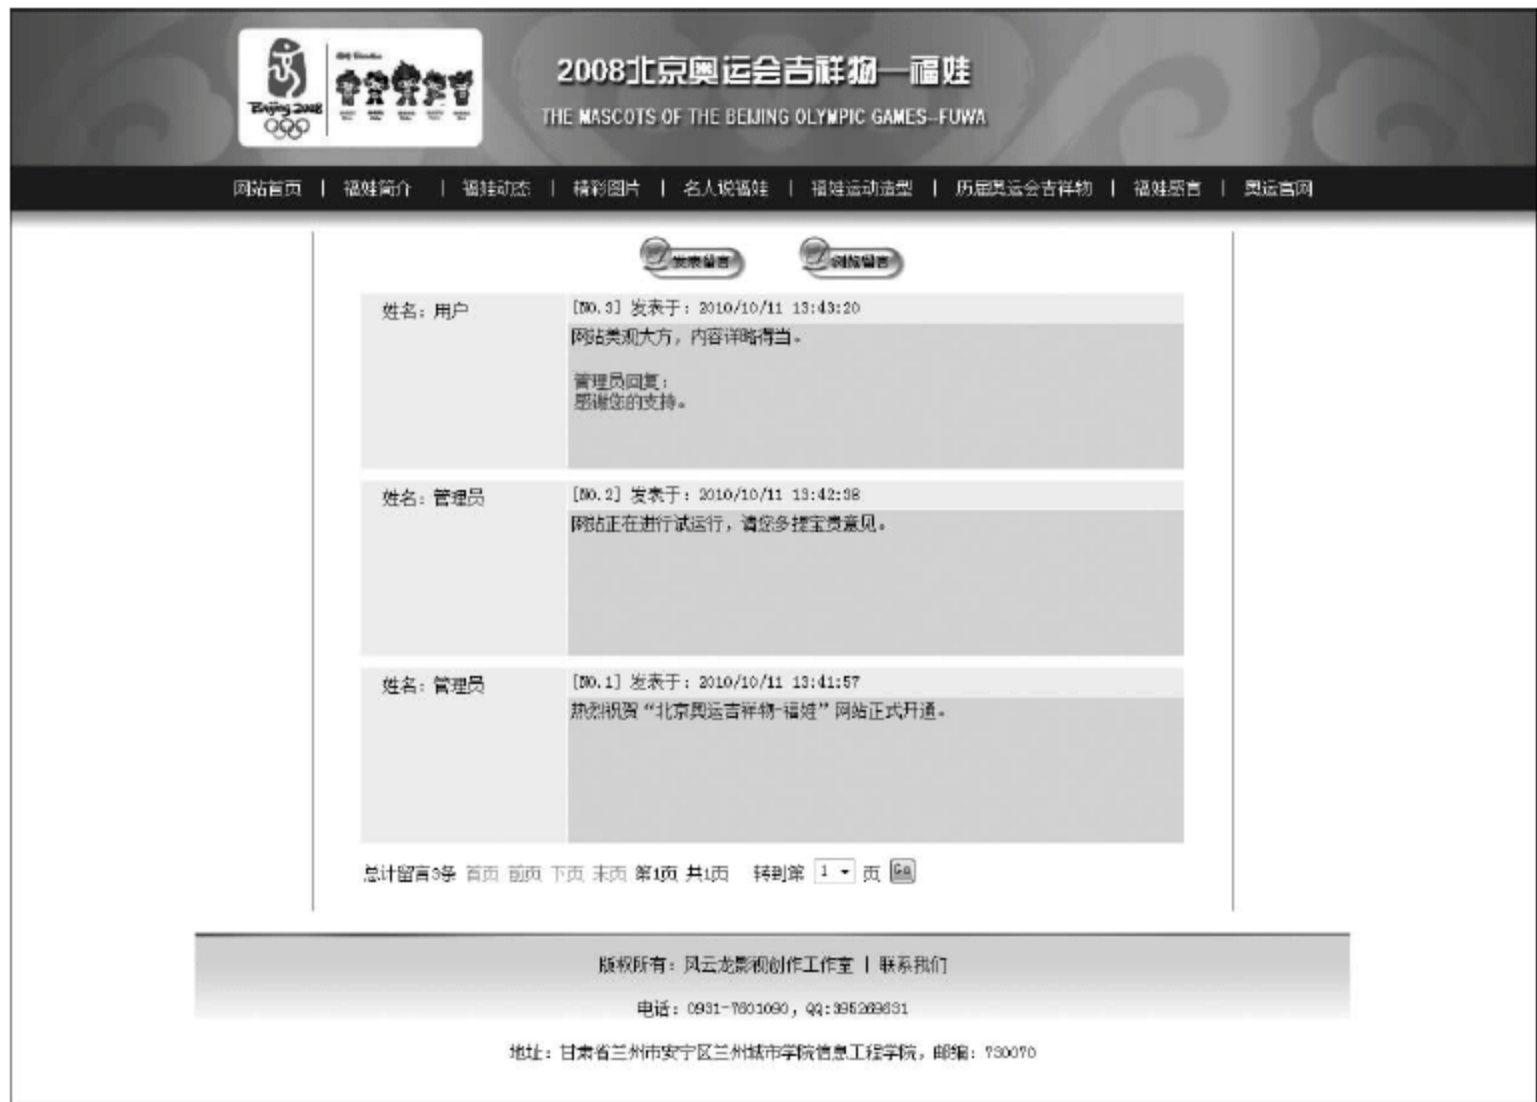 Beijing 2008
2008北京奥运会吉祥物—福娃
THE MASCOTS OF THE BEIJING OLYMPIC GAMES--FUWA
网站首页 | 福娃简介 | 福娃动态 | 精彩图片 | 名人说福娃 | 福娃运动造型 | 历届奥运会吉祥物 | 福娃感言 | 奥运官网
发表留言 删除留言
姓名：用户 [NO.3] 发表于：2010/10/11 13:43:20
网站美观大方，内容详略得当。
管理员回复：
感谢您的支持。
姓名：管理员 [NO.2] 发表于：2010/10/11 13:42:38
网站正在进行试运行，请您多提宝贵意见。
姓名：管理员 [NO.1] 发表于：2010/10/11 13:41:57
热烈祝贺“北京奥运吉祥物-福娃”网站正式开通。
总计留言3条 首页 前页 下页 末页 第1页 共1页 转到第 1 页 Go
版权所有：风云龙影视创作工作室 | 联系我们
电话：0931-7601090，QQ:395269631
地址：甘肃省兰州市安宁区兰州城市学院信息工程学院，邮编：730070